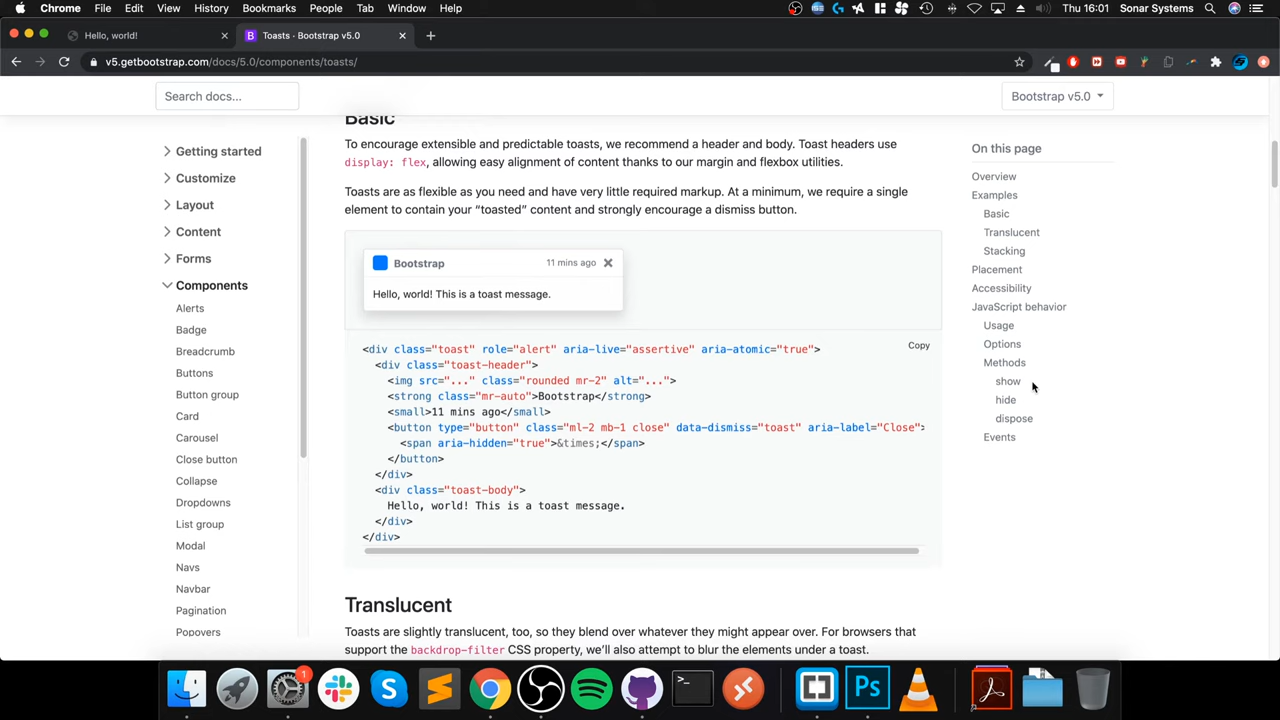 Chrome File Edit View History Bookmarks People Tab Window Help Thu 16:01 Sonar Systems
Hello, world! Toasts · Bootstrap v5.0
v5.getbootstrap.com/docs/5.0/components/toasts/
Search docs... Bootstrap v5.0
Getting started
Customize
Layout
Content
Forms
Components
Alerts
Badge
Breadcrumb
Buttons
Button group
Card
Carousel
Close button
Collapse
Dropdowns
List group
Modal
Navs
Navbar
Pagination
Popovers
Basic
To encourage extensible and predictable toasts, we recommend a header and body. Toast headers use
display: flex, allowing easy alignment of content thanks to our margin and flexbox utilities.
Toasts are as flexible as you need and have very little required markup. At a minimum, we require a single
element to contain your “toasted” content and strongly encourage a dismiss button.
Bootstrap 11 mins ago ×
Hello, world! This is a toast message.
Copy
<div class="toast" role="alert" aria-live="assertive" aria-atomic="true">
<div class="toast-header">
<img src="..." class="rounded mr-2" alt="...">
<strong class="mr-auto">Bootstrap</strong>
<small>11 mins ago</small>
<button type="button" class="ml-2 mb-1 close" data-dismiss="toast" aria-label="Close">
<span aria-hidden="true">&times;</span>
</button>
</div>
<div class="toast-body">
Hello, world! This is a toast message.
</div>
</div>
Translucent
Toasts are slightly translucent, too, so they blend over whatever they might appear over. For browsers that
support the backdrop-filter CSS property, we’ll also attempt to blur the elements under a toast.
On this page
Overview
Examples
Basic
Translucent
Stacking
Placement
Accessibility
JavaScript behavior
Usage
Options
Methods
show
hide
dispose
Events
1
Ps